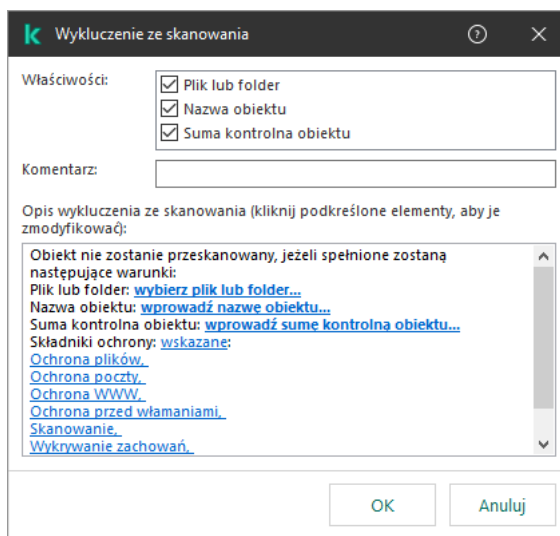 Wykluczenie ze skanowania
Właściwości:
Plik lub folder
Nazwa obiektu
Suma kontrolna obiektu
Komentarz:
Opis wykluczenia ze skanowania (kliknij podkreślone elementy, aby je
zmodyfikować):
Obiekt nie zostanie przeskanowany, jeżeli spełnione zostaną
następujące warunki:
Plik lub folder: wybierz plik lub folder...
Nazwa obiektu: wprowadź nazwę obiektu...
Suma kontrolna obiektu: wprowadź sumę kontrolną obiektu...
Składniki ochrony: wskazane:
Ochrona plików,
Ochrona poczty,
Ochrona WWW,
Ochrona przed włamaniami,
Skanowanie,
Wykrywanie zachowań,
OK
Anuluj